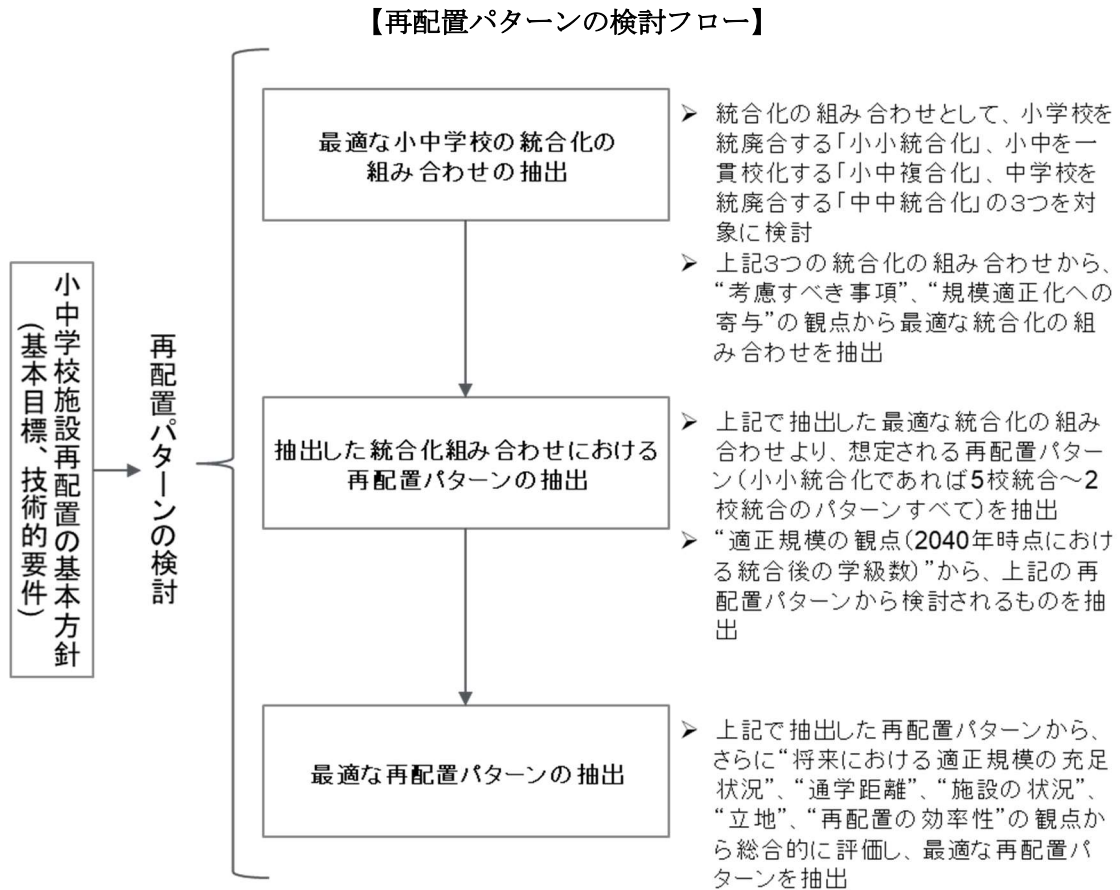 【再配置パターンの検討フロー】
小中学校施設再配置の基本方針
(基本目標、技術的要件)
再配置パターンの検討
最適な小中学校の統合化の
組み合わせの抽出
➢ 統合化の組み合わせとして、小学校を
統廃合する「小小統合化」、小中を一
貫校化する「小中複合化」、中学校を
統廃合する「中中統合化」の3つを対
象に検討
➢ 上記3つの統合化の組み合わせから、
“考慮すべき事項”、“規模適正化への
寄与”の観点から最適な統合化の組
み合わせを抽出
抽出した統合化組み合わせにおける
再配置パターンの抽出
➢ 上記で抽出した最適な統合化の組み
合わせより、想定される再配置パター
ン(小小統合化であれば5校統合～2
校統合のパターンすべて)を抽出
➢ “適正規模の観点(2040年時点におけ
る統合後の学級数)”から、上記の再
配置パターンから検討されるものを抽
出
最適な再配置パターンの抽出
➢ 上記で抽出した再配置パターンから、
さらに“将来における適正規模の充足
状況”、“通学距離”、“施設の状況”、
“立地”、“再配置の効率性”の観点か
ら総合的に評価し、最適な再配置パ
ターンを抽出